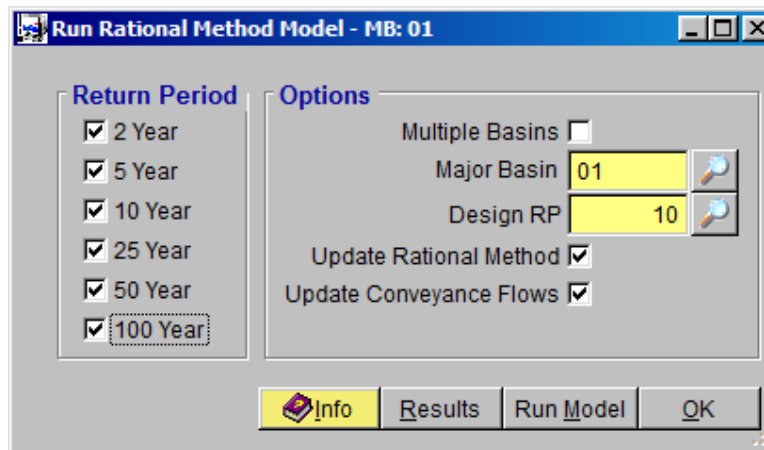 Run Rational Method Model - MB: 01
Return Period
2 Year
5 Year
10 Year
25 Year
50 Year
100 Year
Options
Multiple Basins
Major Basin 01
Design RP 10
Update Rational Method
Update Conveyance Flows
Info Results Run Model OK